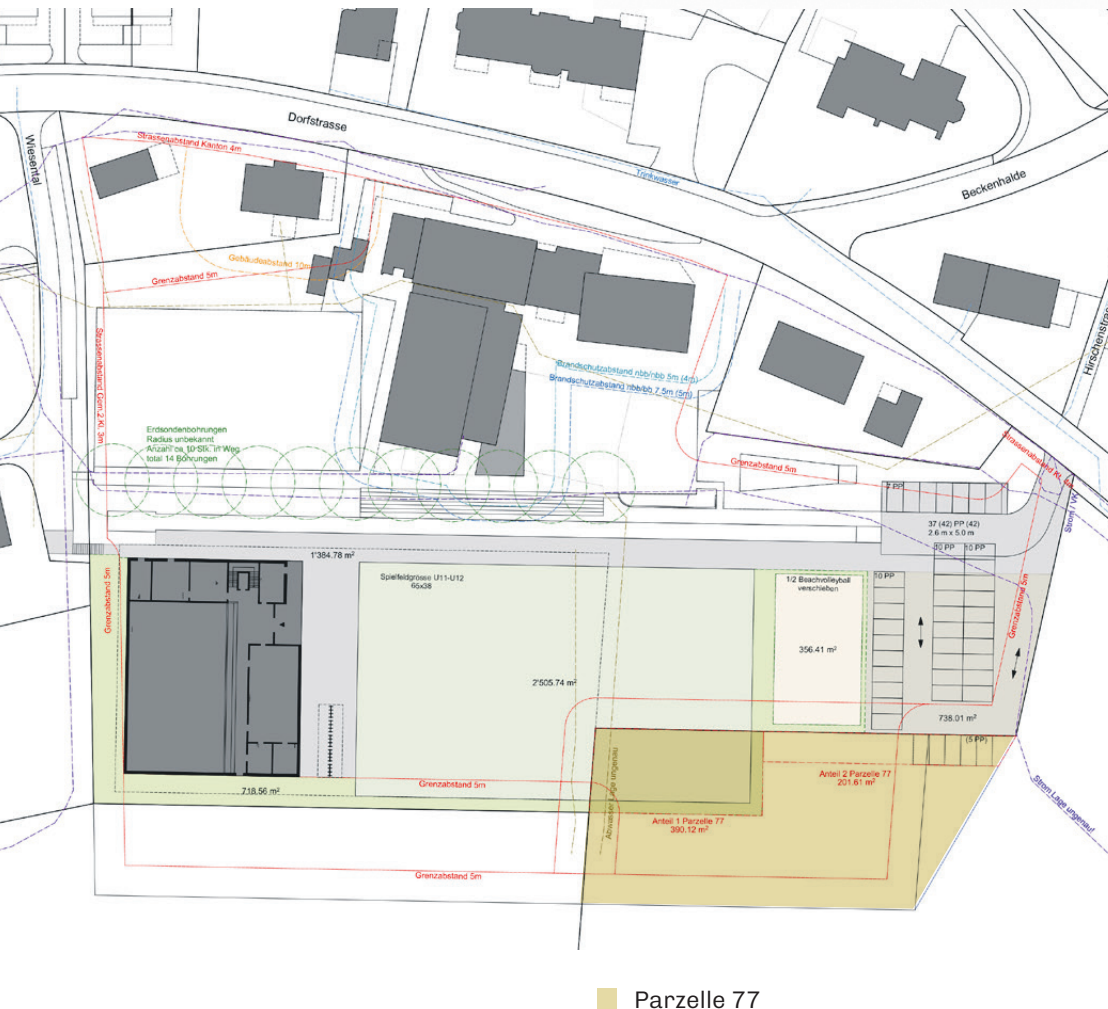 Dorfstrasse
Wiesental
Strassenabstand Kanton 4m
Trinkwasser
Beckenhalde
Hirschenstras
Gebäudeabstand 10m
Grenzabstand 5m
Strassenabstand Gem.2.Kl. 3m
Brandschutzabstand nbb/nbb 5m (4m)
Brandschutzabstand nbb/bb 7.5m (5m)
Erdsondenbohrungen
Radius unbekannt
Anzahl ca 10 Stk. in Weg
total 14 Bohrungen
Grenzabstand 5m
7 PP
37 (42) PP (42)
2.6 m x 5.0 m
10 PP
10 PP
Strom / VK
1'384.78 m²
Spielfeldgrösse U11-U12
65x38
1/2 Beachvolleyball
verschieben
10 PP
Grenzabstand 5m
Grenzabstand 5m
356.41 m²
2'505.74 m²
738.01 m²
(5 PP)
Abwasser Lage ungenau
Anteil 2 Parzelle 77
201.61 m²
Grenzabstand 5m
718.56 m²
Anteil 1 Parzelle 77
390.12 m²
Strom Lage ungenau!
Grenzabstand 5m
Parzelle 77